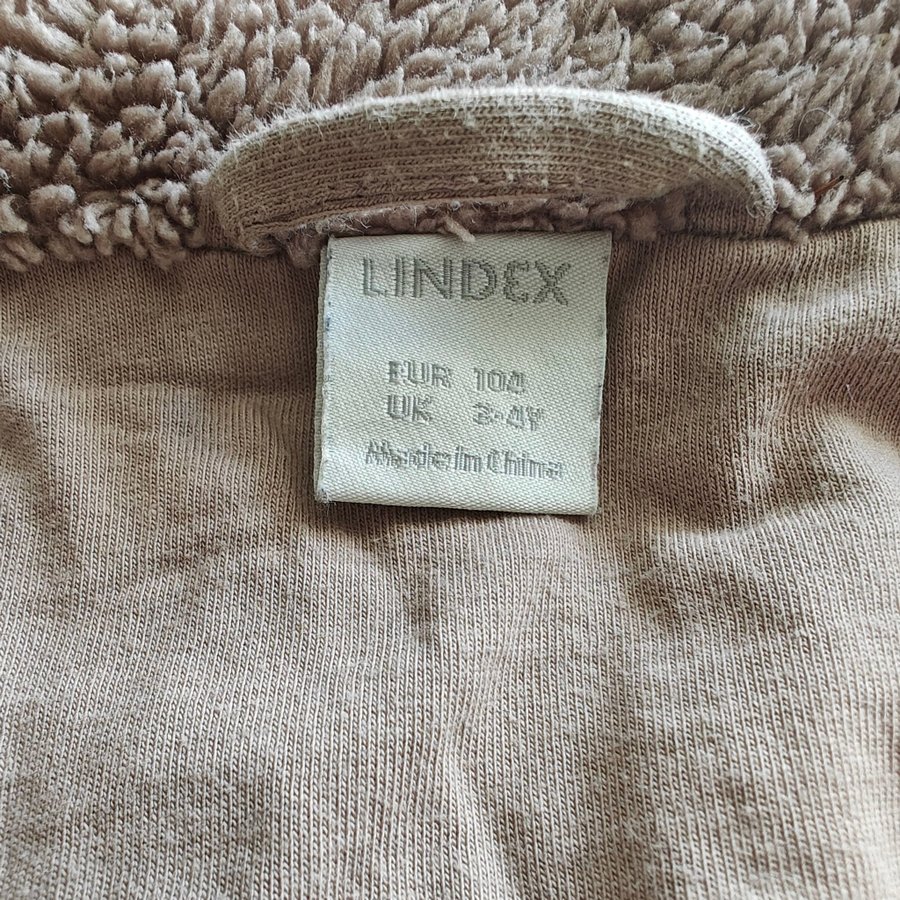 LINDEX
EUR 104
UK 3-4Y
Made in China